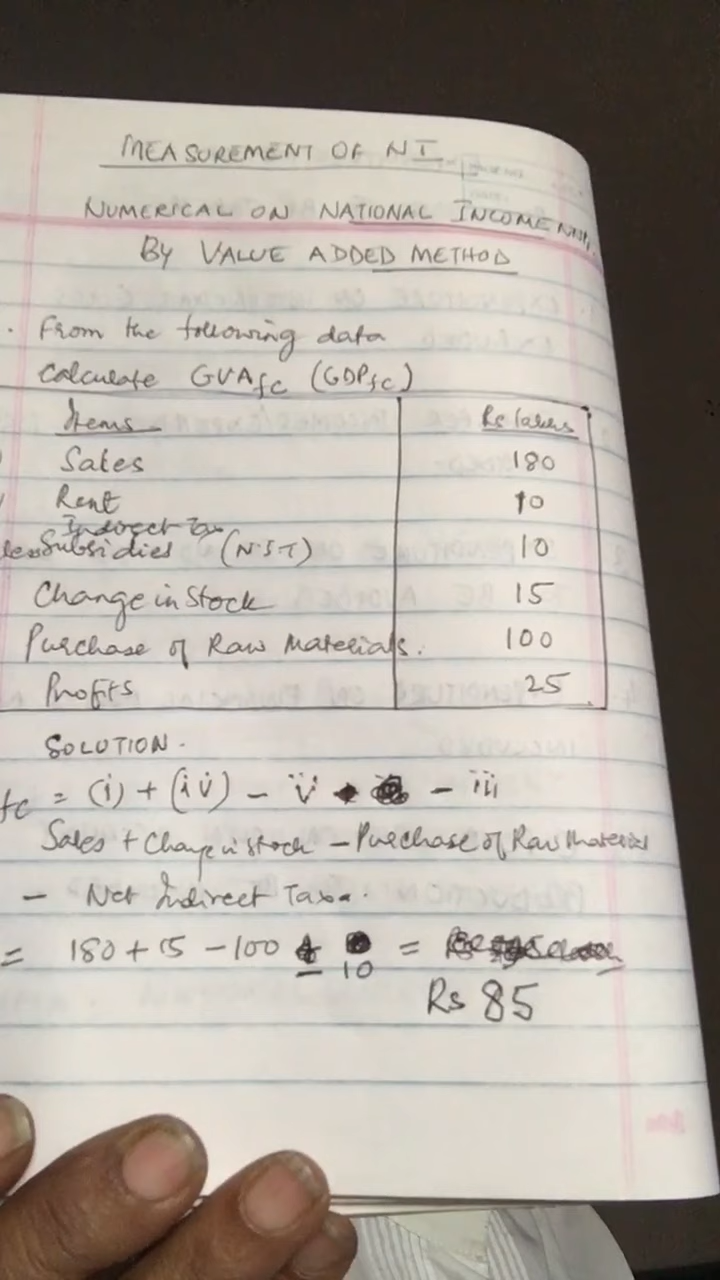 MEASUREMENT OF NI
NUMERICAL ON NATIONAL INCOME
BY VALUE ADDED METHOD
. From the following data
Calculate GVAfc (GDPfc)
Items Rs lakhs
Sales 180
Rent 10
Indirect Tax
less Subsidies (NIT) 10
Change in Stock 15
Purchase of Raw Materials. 100
Profits 25
SOLUTION.
fc = (i) + (iv) - v - iii
Sales + Change in stock - Purchase of Raw Material
- Net Indirect Tax.
= 180 + 15 - 100 - 10 =
Rs 85